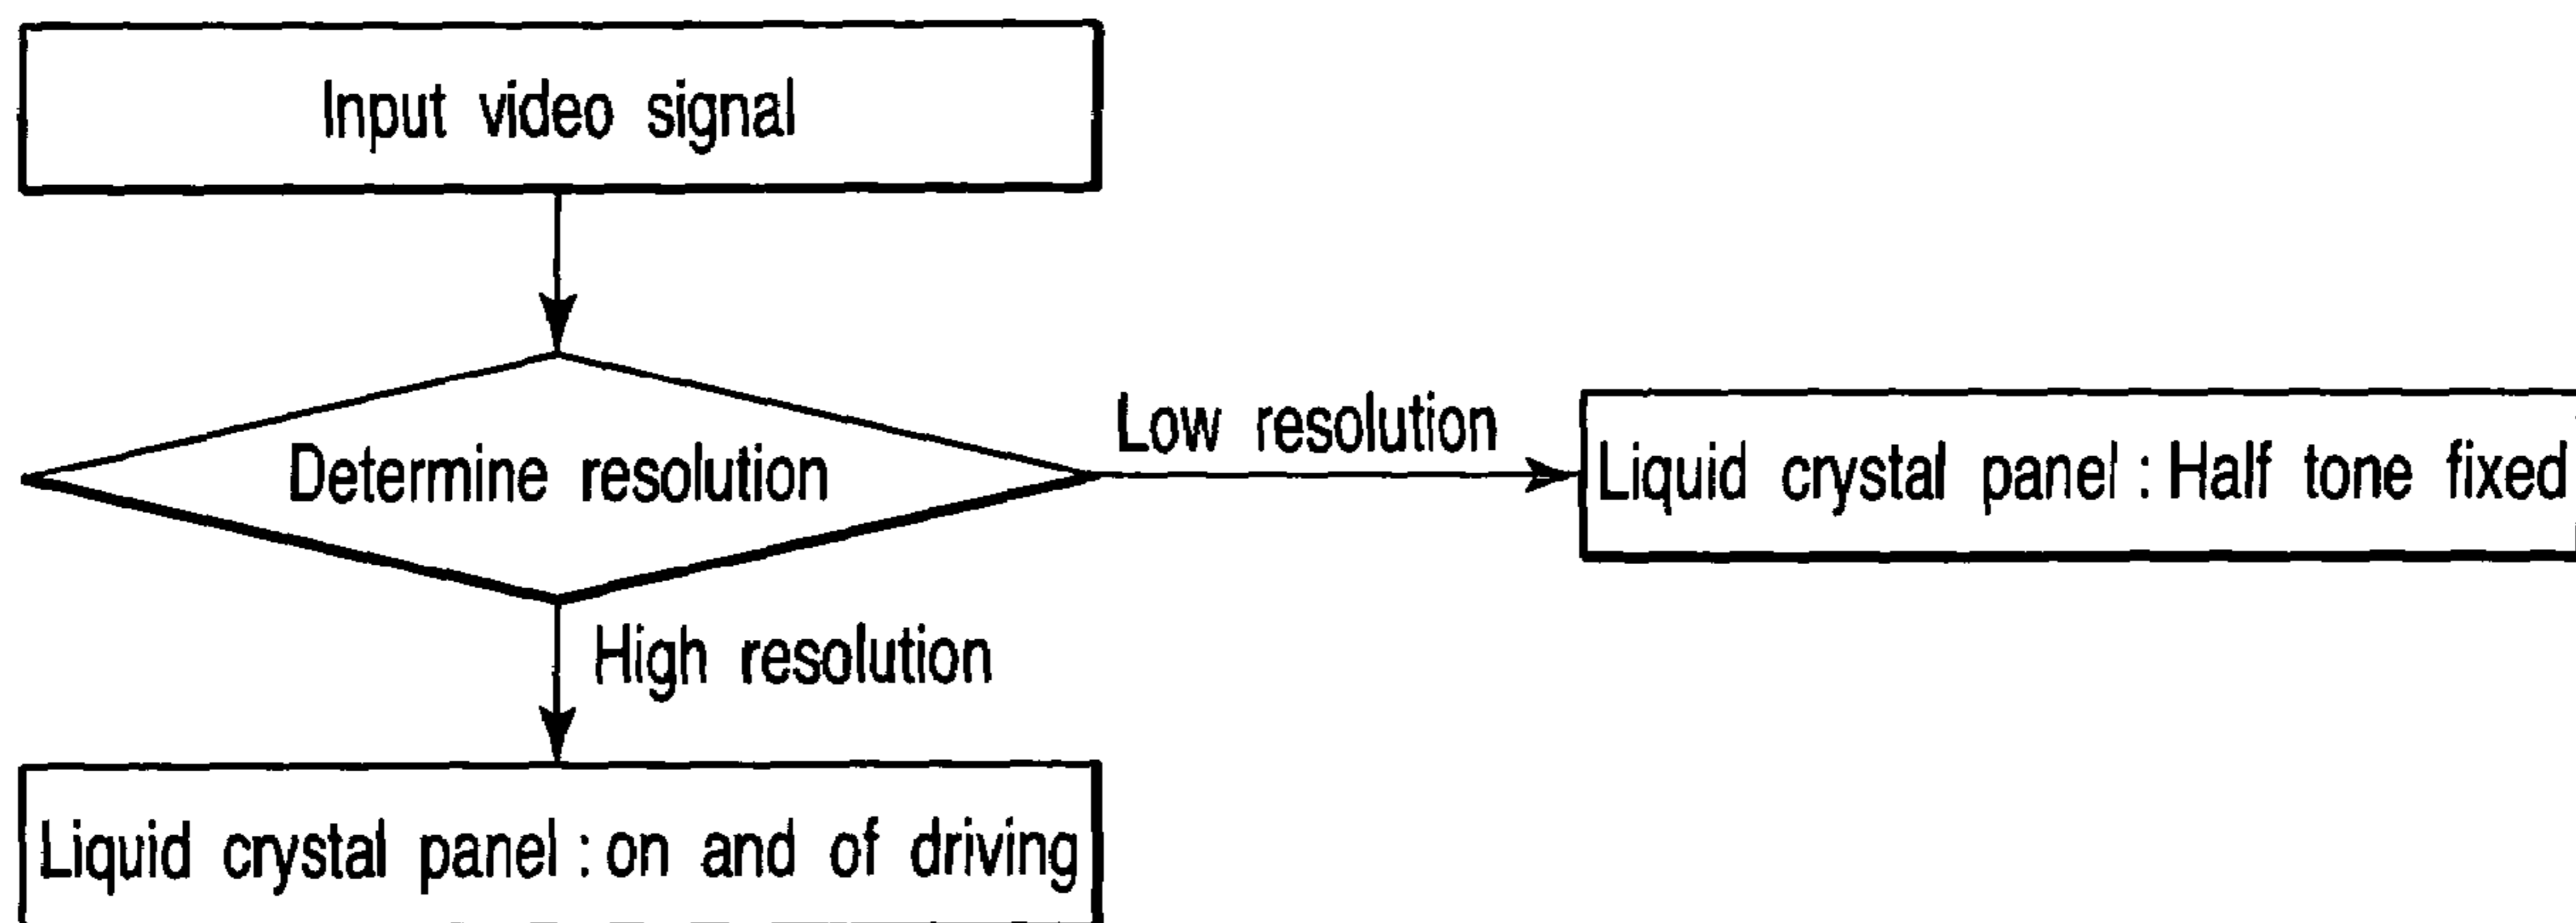 Input video signal
Determine resolution
Low resolution
Liquid crystal panel : Half tone fixed
High resolution
Liquid crystal panel : on and of driving